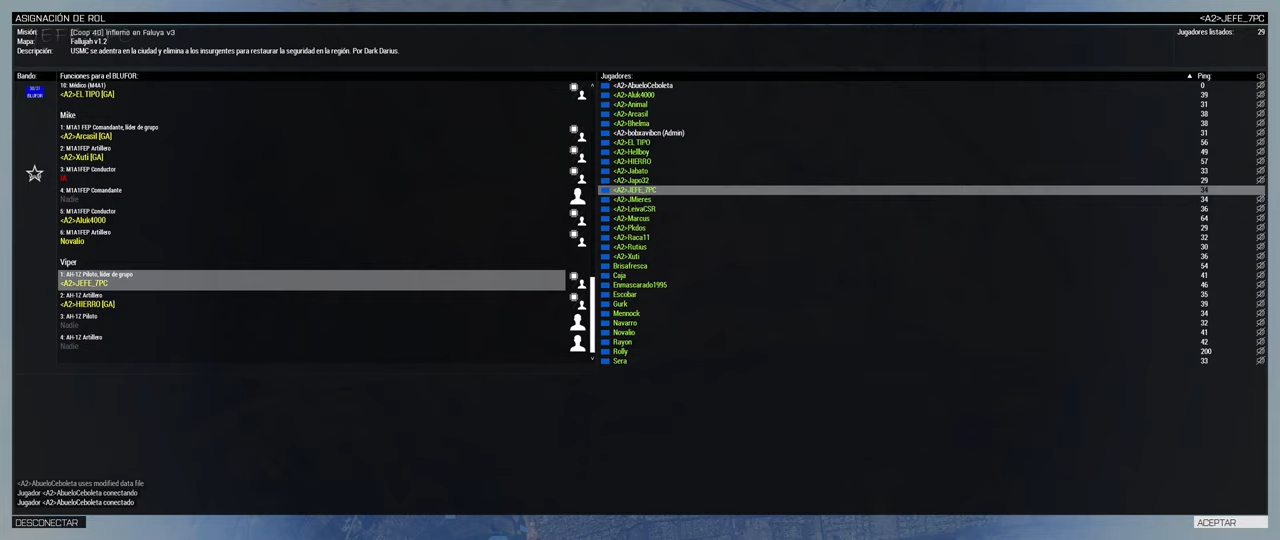 ASIGNACIÓN DE ROL
<A2>JEFE_7PC
Misión: [Coop 40] Infierno en Faluya v3
Mapa: Fallujah v1.2
Descripción: USMC se adentra en la ciudad y elimina a los insurgentes para restaurar la seguridad en la región. Por Dark Darius.
Jugadores listados: 29
Bando:
BLUFOR
Funciones para el BLUFOR:
10: Médico (M4A1)
<A2>EL TIPO [GA]
Mike
1: M1A1 FEP Comandante, líder de grupo
<A2>Arcasil [GA]
2: M1A1FEP Artillero
<A2>Xuti [GA]
3: M1A1FEP Conductor
IA
4: M1A1FEP Comandante
Nadie
5: M1A1FEP Conductor
<A2>Aluk4000
6: M1A1FEP Artillero
Novalio
Viper
1: AH-1Z Piloto, líder de grupo
<A2>JEFE_7PC
2: AH-1Z Artillero
<A2>HIERRO [GA]
3: AH-1Z Piloto
Nadie
4: AH-1Z Artillero
Nadie
Jugadores: Ping:
<A2>AbueloCeboleta 0
<A2>Aluk4000 39
<A2>Animal 31
<A2>Arcasil 38
<A2>Bhelma 38
<A2>bobxavibcn (Admin) 31
<A2>EL TIPO 56
<A2>Hellboy 49
<A2>HIERRO 57
<A2>Jabato 33
<A2>Japo32 29
<A2>JEFE_7PC 34
<A2>JMieres 34
<A2>LeivaCSR 36
<A2>Marcus 64
<A2>Pkdos 29
<A2>Raca11 32
<A2>Rutius 30
<A2>Xuti 36
Brisafresca 54
Caja 41
Enmascarado1995 46
Escobar 35
Gurk 39
Mennock 34
Navarro 32
Novalio 41
Rayon 42
Rolly 200
Sera 33
<A2>AbueloCeboleta uses modified data file
Jugador <A2>AbueloCeboleta conectando
Jugador <A2>AbueloCeboleta conectado
DESCONECTAR
ACEPTAR